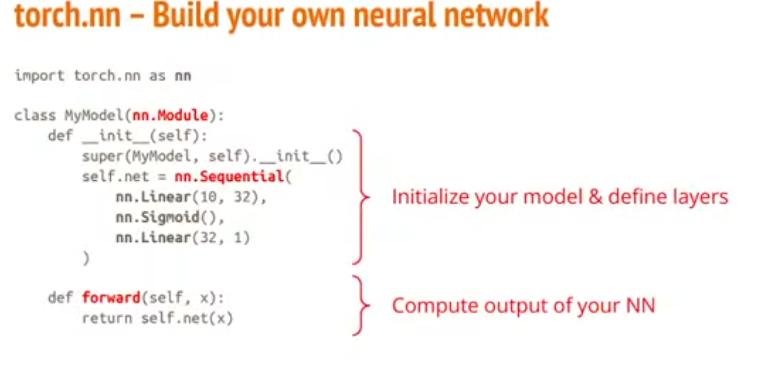 torch.nn – Build your own neural network
import torch.nn as nn
class MyModel(nn.Module):
    def __init__(self):
        super(MyModel, self).__init__()
        self.net = nn.Sequential(
            nn.Linear(10, 32),
            nn.Sigmoid(),
            nn.Linear(32, 1)
        )
Initialize your model & define layers
    def forward(self, x):
        return self.net(x)
Compute output of your NN